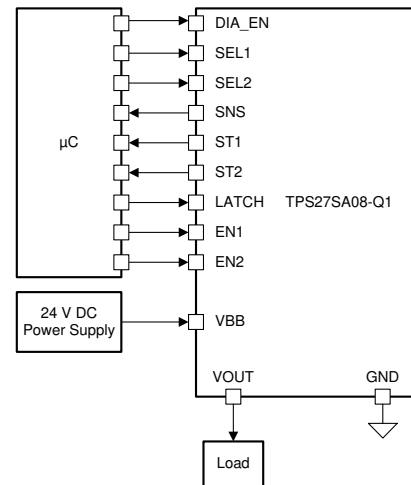 DIA_EN
SEL1
SEL2
SNS
µC
ST1
ST2
LATCH TPS27SA08-Q1
EN1
EN2
24 V DC
Power Supply
VBB
VOUT GND
Load